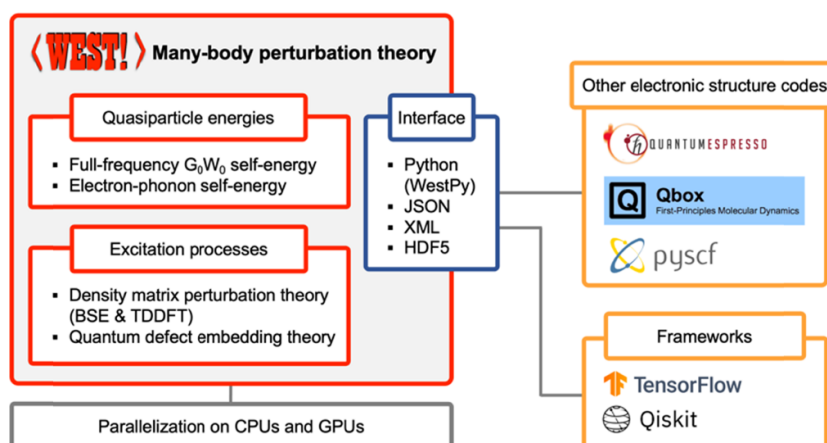 <WEST!> Many-body perturbation theory
Quasiparticle energies
▪ Full-frequency G₀W₀ self-energy
▪ Electron-phonon self-energy
Excitation processes
▪ Density matrix perturbation theory
(BSE & TDDFT)
▪ Quantum defect embedding theory
Interface
▪ Python
(WestPy)
▪ JSON
▪ XML
▪ HDF5
Parallelization on CPUs and GPUs
Other electronic structure codes
ħ QUANTUMESPRESSO
Q Qbox
First-Principles Molecular Dynamics
pyscf
Frameworks
TensorFlow
Qiskit